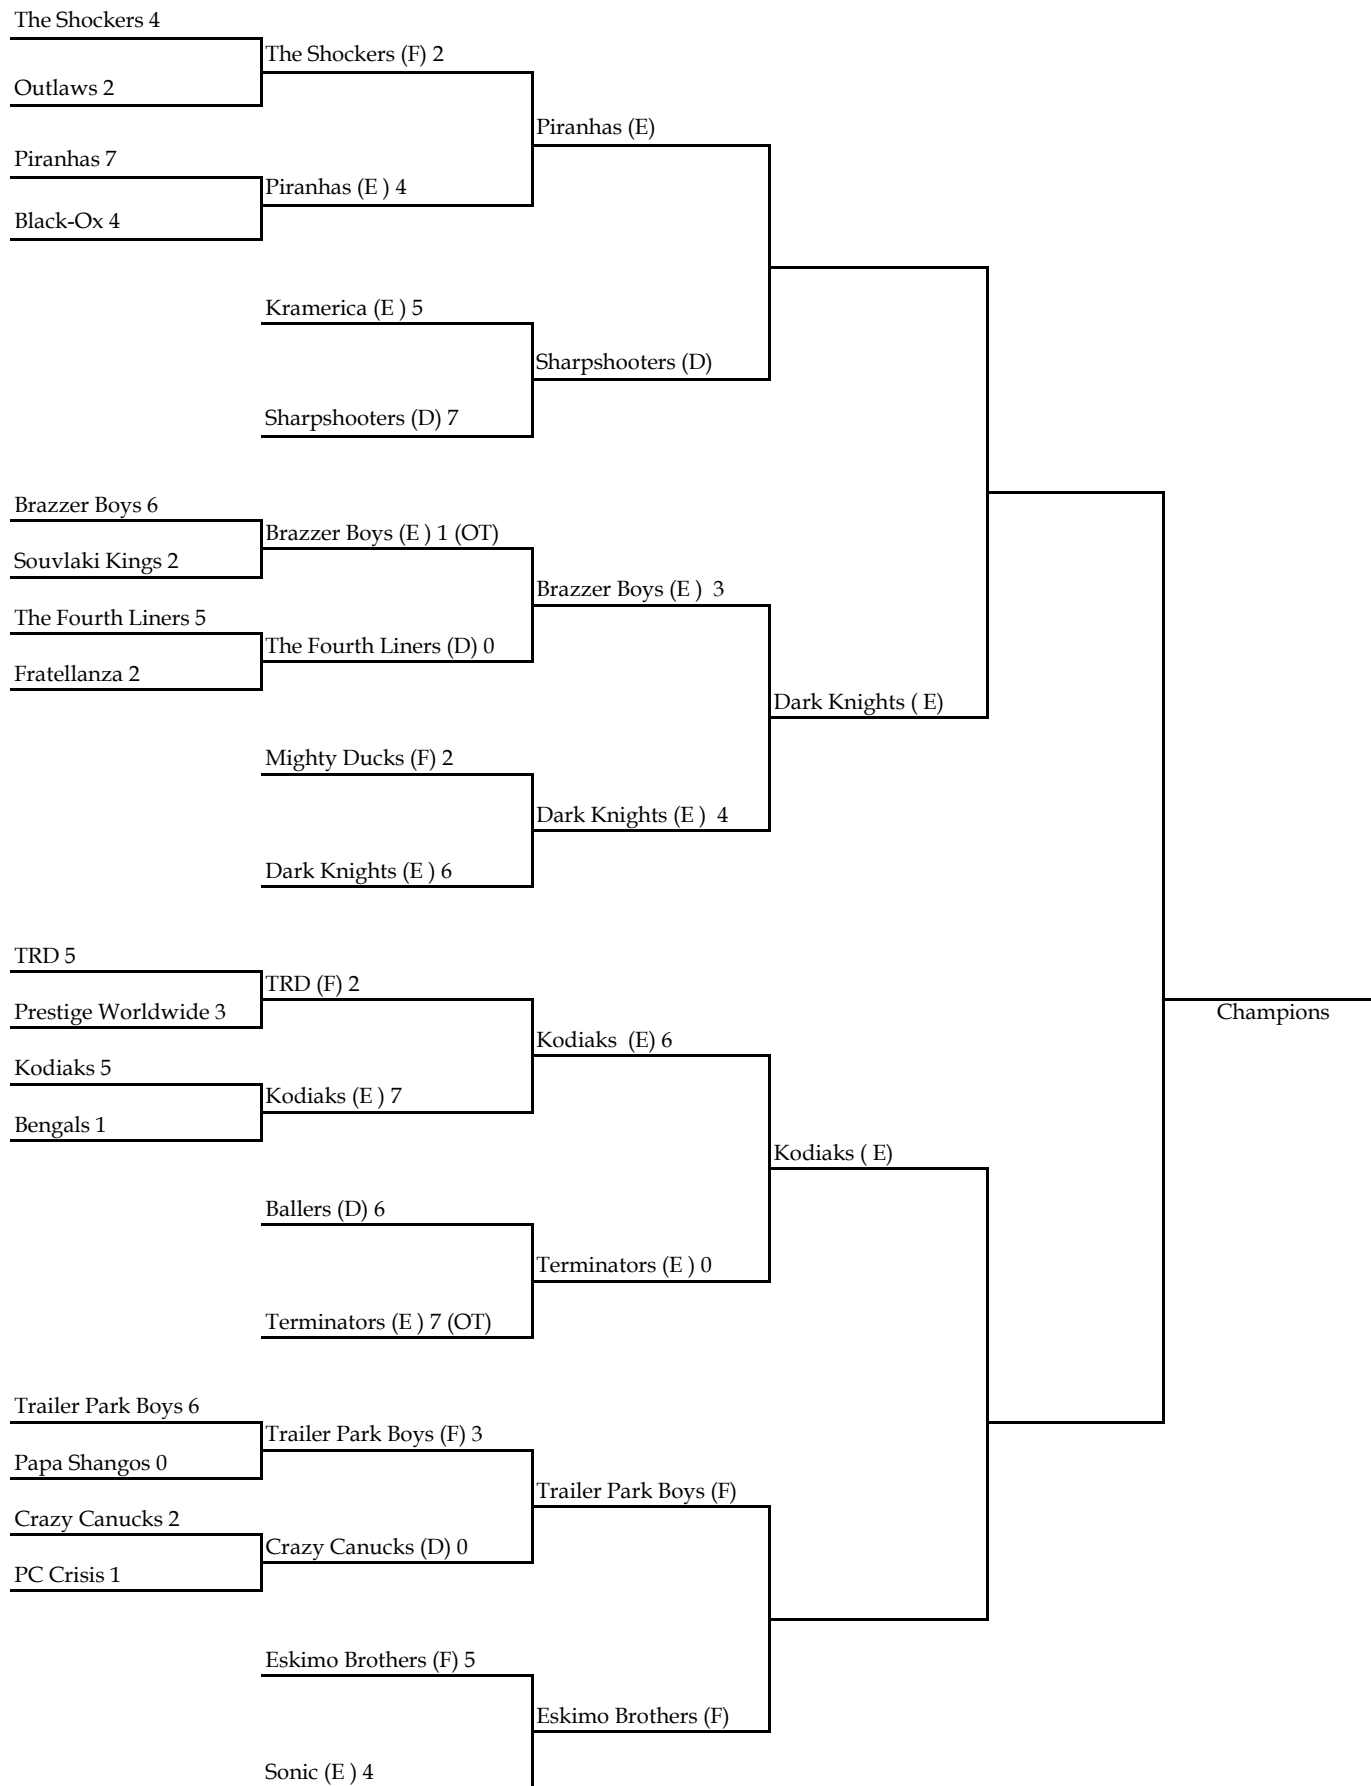 The Shockers 4
The Shockers (F) 2
Outlaws 2
Piranhas (E)
Piranhas 7
Piranhas (E ) 4
Black-Ox 4
Kramerica (E ) 5
Sharpshooters (D)
Sharpshooters (D) 7
Brazzer Boys 6
Brazzer Boys (E ) 1 (OT)
Souvlaki Kings 2
Brazzer Boys (E )  3
The Fourth Liners 5
The Fourth Liners (D) 0
Fratellanza 2
Dark Knights ( E)
Mighty Ducks (F) 2
Dark Knights (E )  4
Dark Knights (E ) 6
TRD 5
TRD (F) 2
Prestige Worldwide 3
Champions
Kodiaks  (E) 6
Kodiaks 5
Kodiaks (E ) 7
Bengals 1
Kodiaks ( E)
Ballers (D) 6
Terminators (E ) 0
Terminators (E ) 7 (OT)
Trailer Park Boys 6
Trailer Park Boys (F) 3
Papa Shangos 0
Trailer Park Boys (F)
Crazy Canucks 2
Crazy Canucks (D) 0
PC Crisis 1
Eskimo Brothers (F) 5
Eskimo Brothers (F)
Sonic (E ) 4